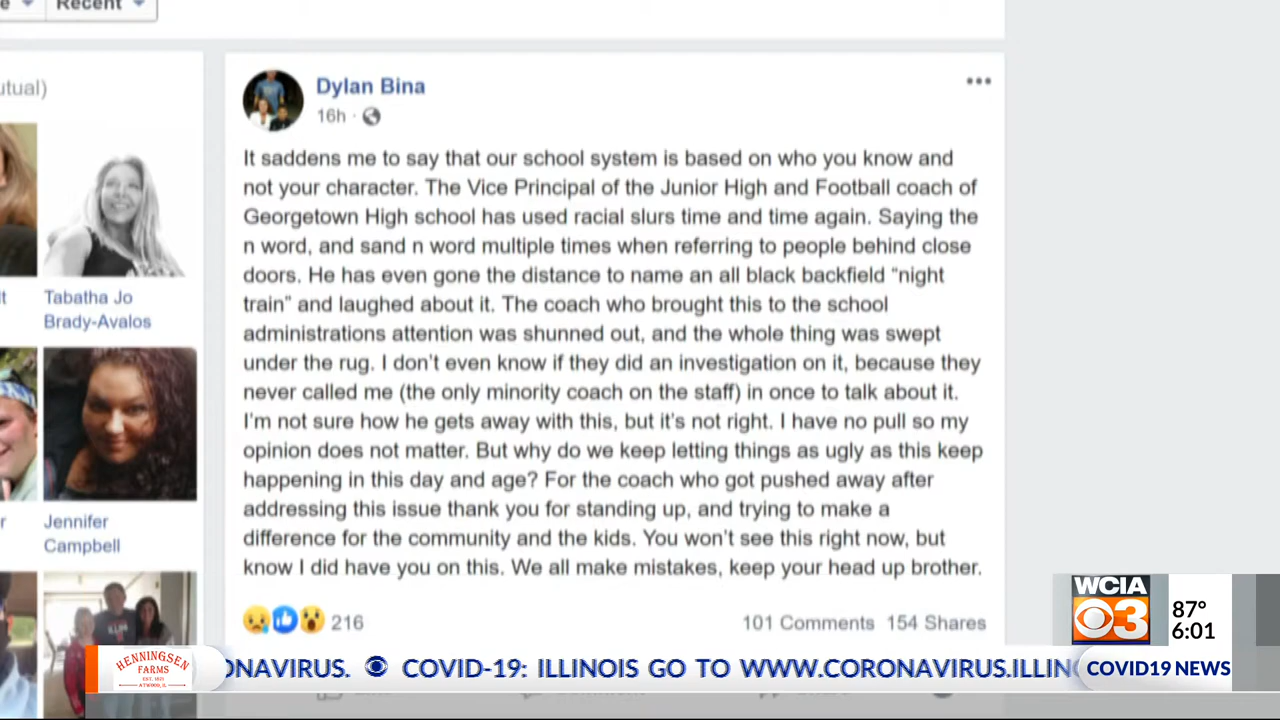 Recent
utual)
Dylan Bina
16h ·
It saddens me to say that our school system is based on who you know and
not your character. The Vice Principal of the Junior High and Football coach of
Georgetown High school has used racial slurs time and time again. Saying the
n word, and sand n word multiple times when referring to people behind close
doors. He has even gone the distance to name an all black backfield “night
train” and laughed about it. The coach who brought this to the school
administrations attention was shunned out, and the whole thing was swept
under the rug. I don’t even know if they did an investigation on it, because they
never called me (the only minority coach on the staff) in once to talk about it.
I’m not sure how he gets away with this, but it’s not right. I have no pull so my
opinion does not matter. But why do we keep letting things as ugly as this keep
happening in this day and age? For the coach who got pushed away after
addressing this issue thank you for standing up, and trying to make a
difference for the community and the kids. You won’t see this right now, but
know I did have you on this. We all make mistakes, keep your head up brother.
216
101 Comments 154 Shares
Tabatha Jo
Brady-Avalos
Jennifer
Campbell
WCIA
3
87°
6:01
HENNINGSEN
FARMS
EST. 1871
ATWOOD, IL
ONAVIRUS. COVID-19: ILLINOIS GO TO WWW.CORONAVIRUS.ILLIN
COVID19 NEWS